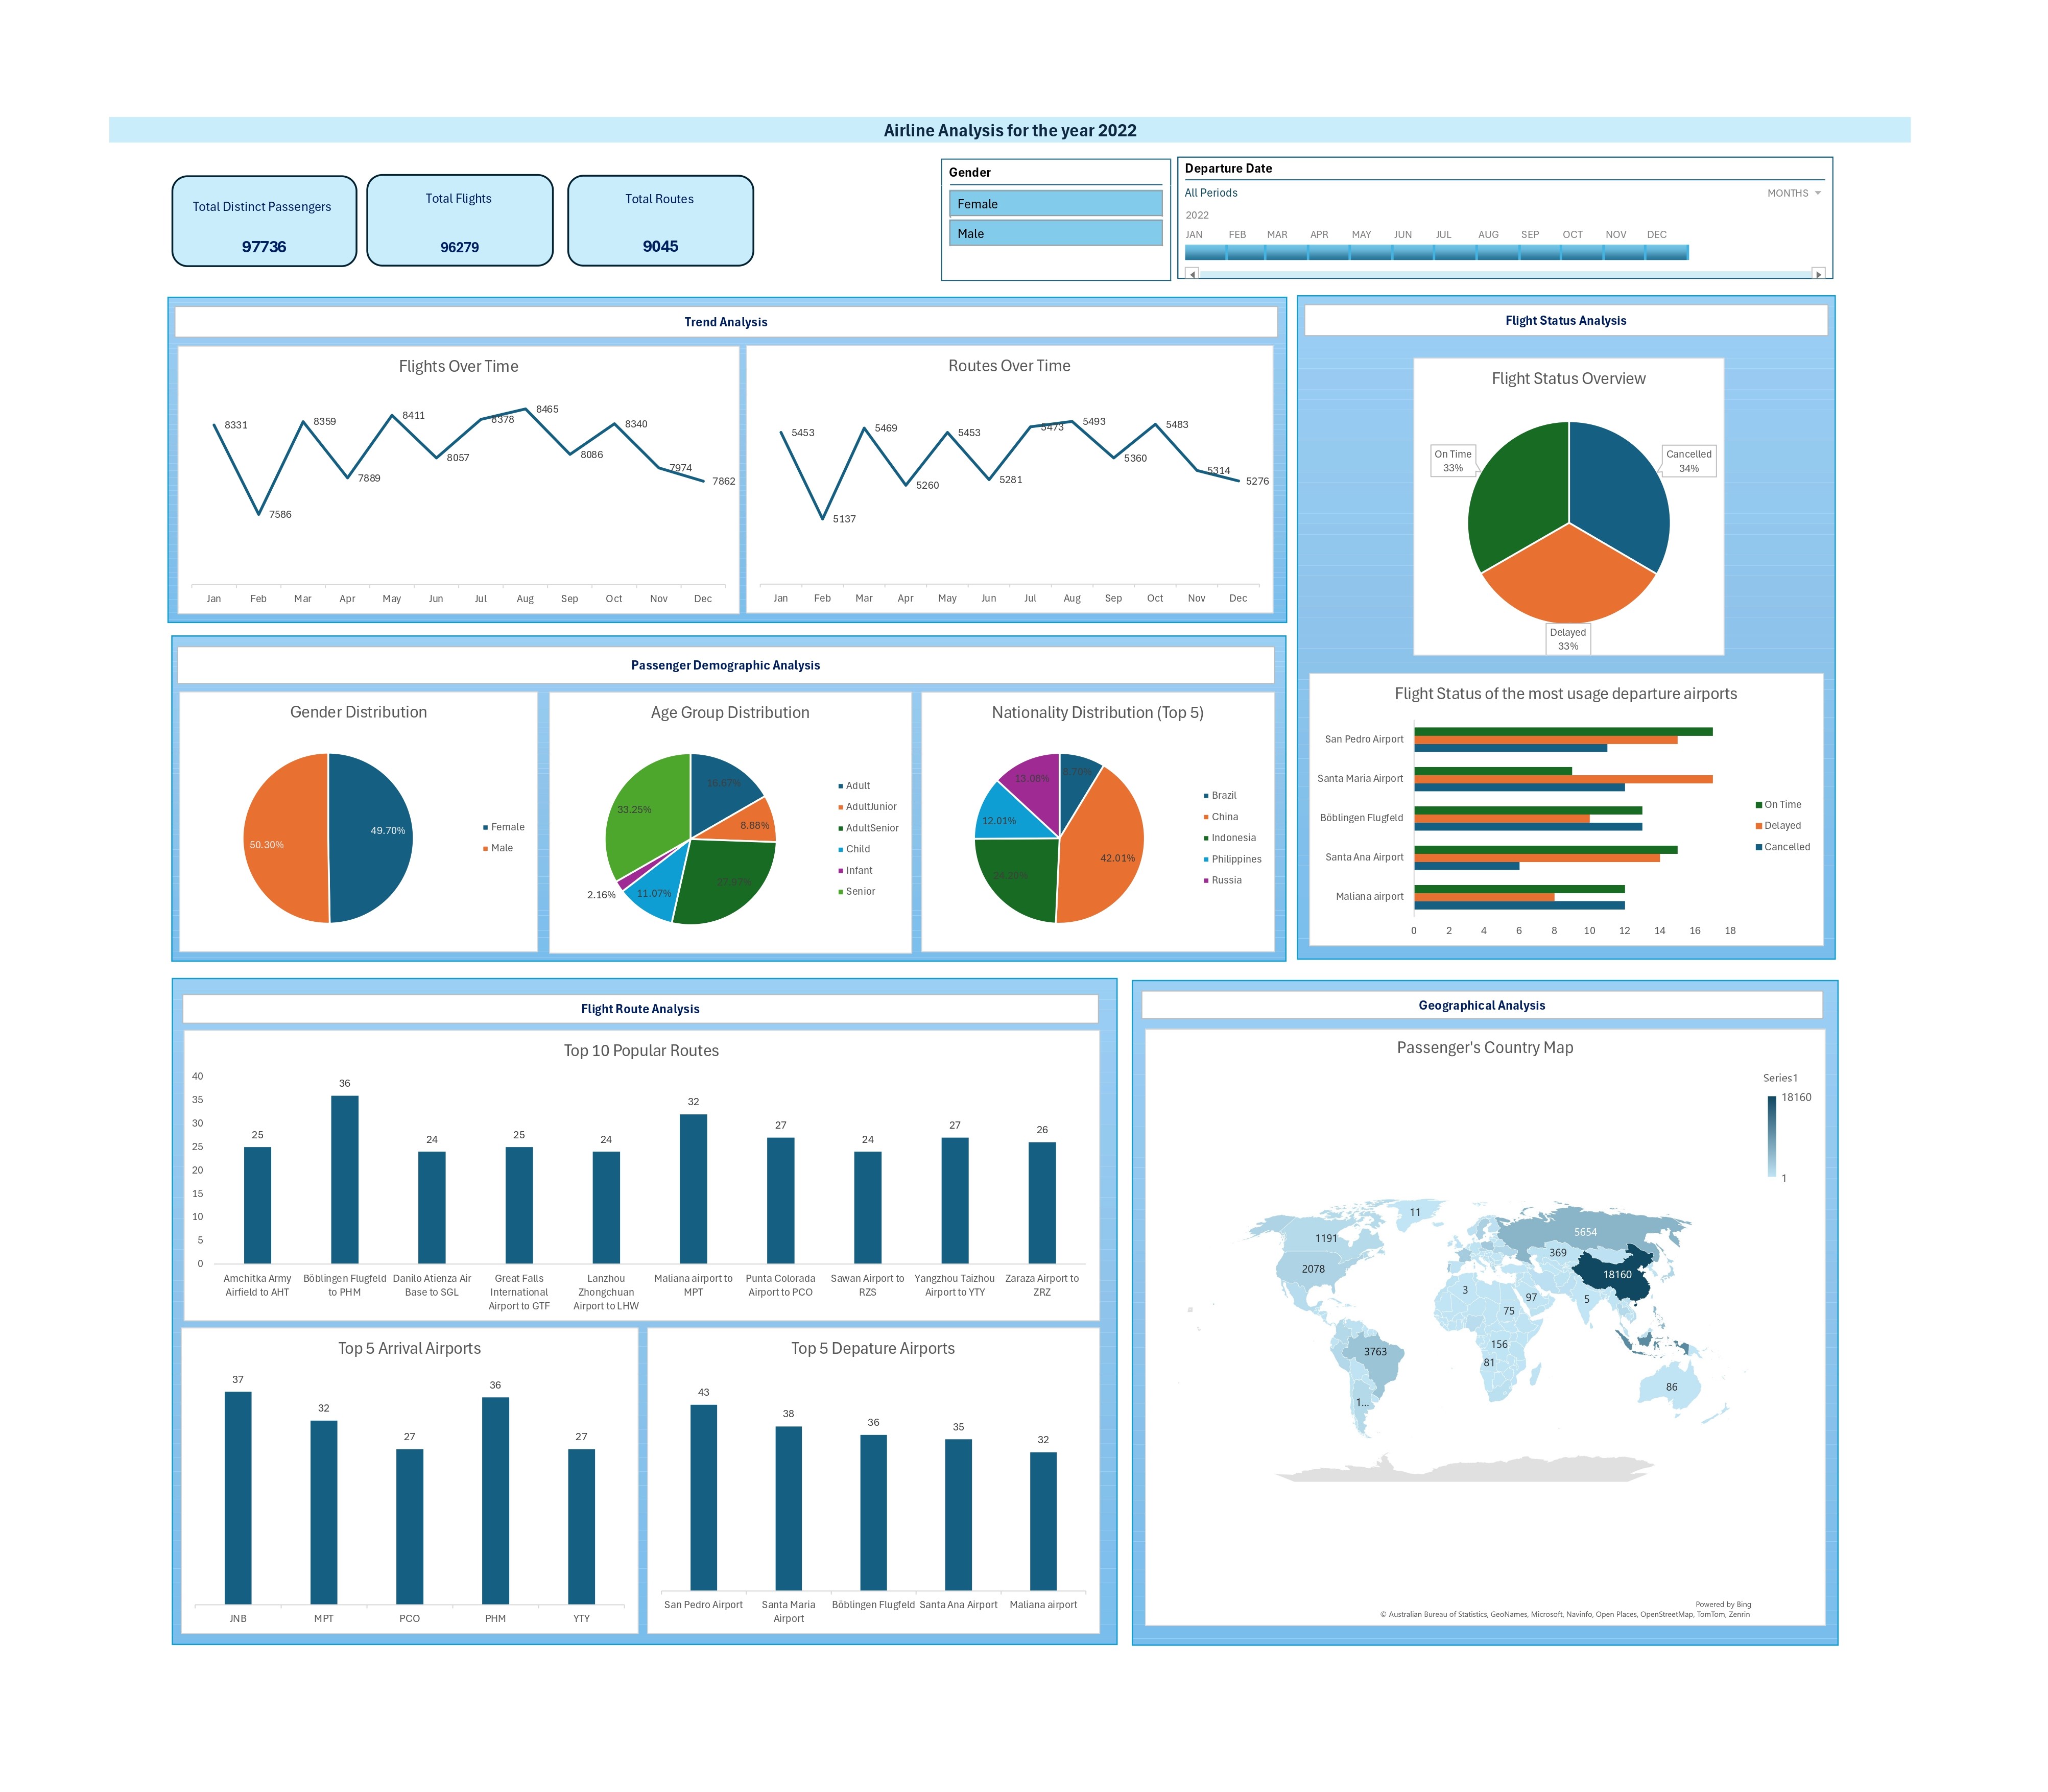 Airline Analysis for the year 2022
Total Distinct Passengers
97736
Total Flights
96279
Total Routes
9045
Gender
Female
Male
Departure Date
All Periods
MONTHS
2022
JAN FEB MAR APR MAY JUN JUL AUG SEP OCT NOV DEC
Trend Analysis
Flights Over Time
8331 7586 8359 7889 8411 8057 8378 8465 8086 8340 7974 7862
Jan Feb Mar Apr May Jun Jul Aug Sep Oct Nov Dec
Routes Over Time
5453 5137 5469 5260 5453 5281 5473 5493 5360 5483 5314 5276
Jan Feb Mar Apr May Jun Jul Aug Sep Oct Nov Dec
Flight Status Analysis
Flight Status Overview
On Time
33%
Cancelled
34%
Delayed
33%
Flight Status of the most usage departure airports
San Pedro Airport
Santa Maria Airport
Böblingen Flugfeld
Santa Ana Airport
Maliana airport
0 2 4 6 8 10 12 14 16 18
On Time
Delayed
Cancelled
Passenger Demographic Analysis
Gender Distribution
50.30%
49.70%
Female
Male
Age Group Distribution
33.25%
8.88%
11.07%
2.16%
Adult
AdultJunior
AdultSenior
Child
Infant
Senior
Nationality Distribution (Top 5)
13.08%
12.01%
42.01%
Brazil
China
Indonesia
Philippines
Russia
Flight Route Analysis
Top 10 Popular Routes
40
35
30
25
20
15
10
5
0
25 36 24 25 24 32 27 24 27 26
Amchitka Army
Airfield to AHT
Böblingen Flugfeld
to PHM
Danilo Atienza Air
Base to SGL
Great Falls
International
Airport to GTF
Lanzhou
Zhongchuan
Airport to LHW
Maliana airport to
MPT
Punta Colorada
Airport to PCO
Sawan Airport to
RZS
Yangzhou Taizhou
Airport to YTY
Zaraza Airport to
ZRZ
Top 5 Arrival Airports
37 32 27 36 27
JNB MPT PCO PHM YTY
Top 5 Depature Airports
43 38 36 35 32
San Pedro Airport
Santa Maria
Airport
Böblingen Flugfeld
Santa Ana Airport
Maliana airport
Geographical Analysis
Passenger's Country Map
Series1
18160
1
11
1191
5654
369
2078
18160
3
97
5
75
156
3763
81
86
1...
Powered by Bing
© Australian Bureau of Statistics, GeoNames, Microsoft, Navinfo, Open Places, OpenStreetMap, TomTom, Zenrin